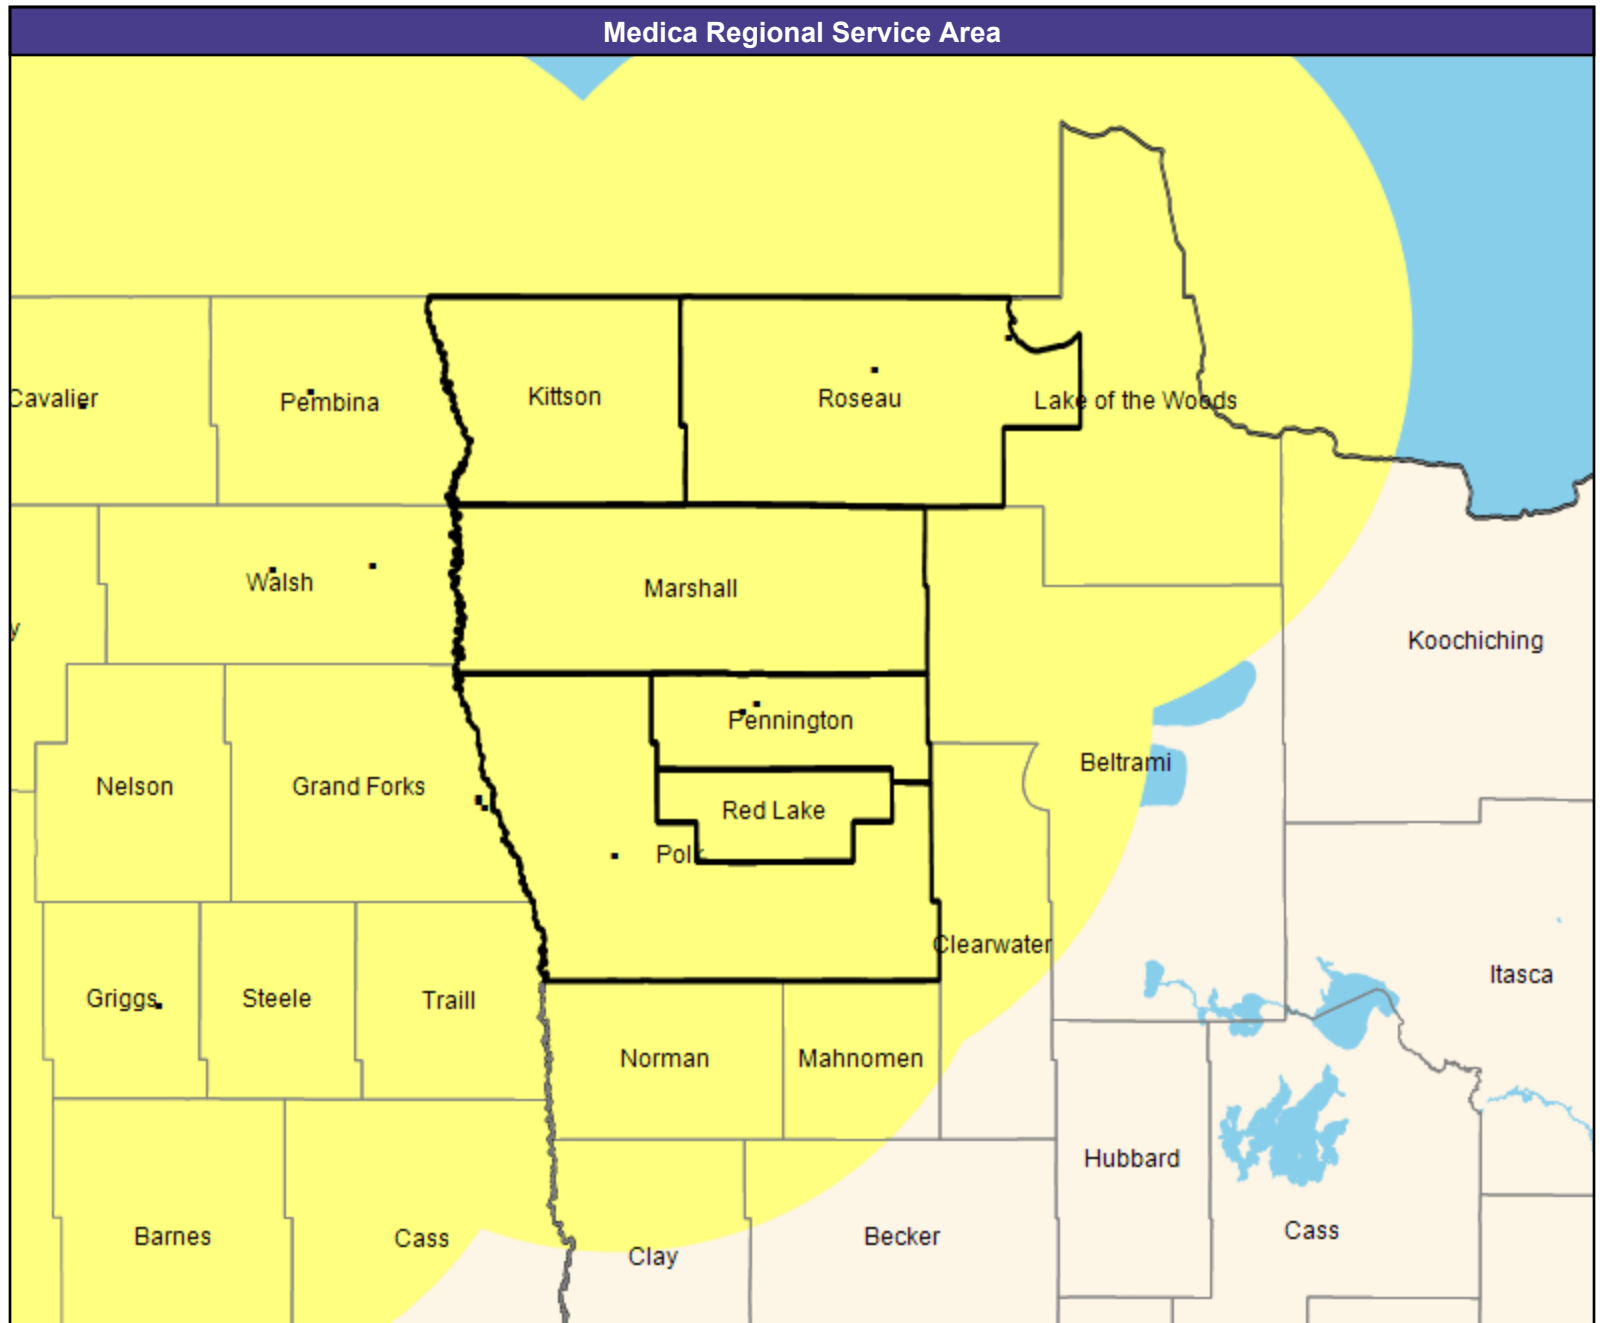 Medica Regional Service Area
Kittson
Cavalier
Pembina
Roseau
Lake of the Woods
Walsh
Marshall
y
Koochiching
Pennington
Beltrami
Nelson
Grand Forks
Red Lake
Polk
Clearwater
Itasca
Griggs
Steele
Traill
Norman
Mahnomen
Hubbard
Barnes
Cass
Clay
Becker
Cass